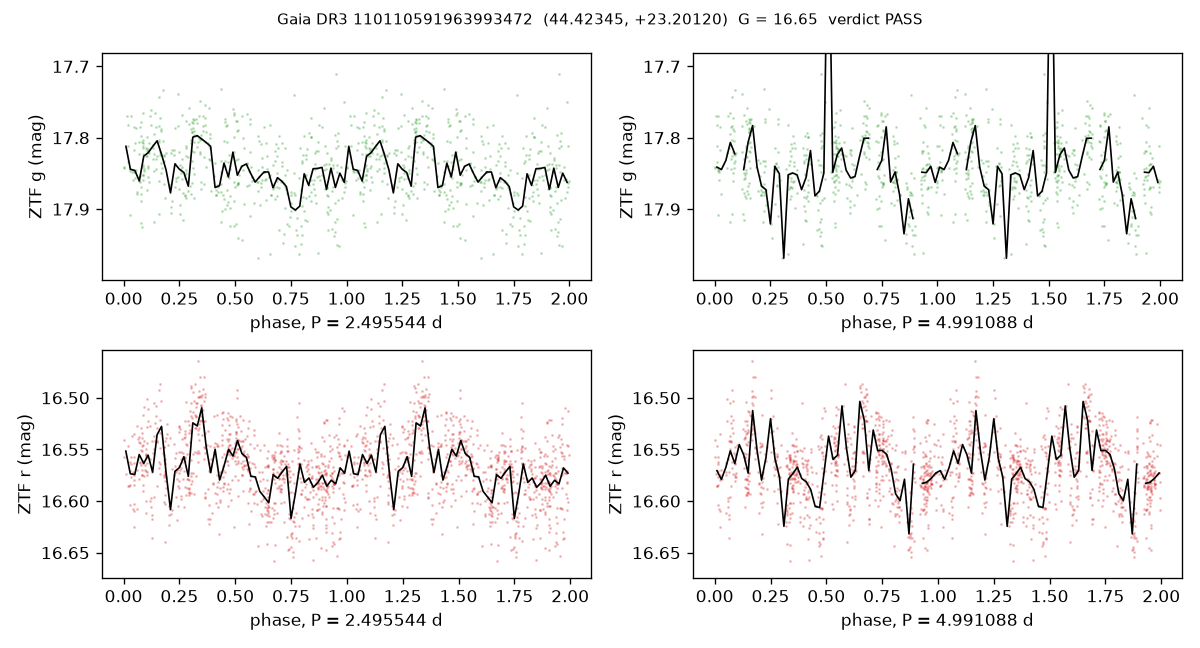 Gaia DR3 110110591963993472 (44.42345, +23.20120) G = 16.65 verdict PASS
17.7
17.8
17.9
ZTF g (mag)
0.00 0.25 0.50 0.75 1.00 1.25 1.50 1.75 2.00
phase, P = 2.495544 d
17.7
17.8
17.9
ZTF g (mag)
0.00 0.25 0.50 0.75 1.00 1.25 1.50 1.75 2.00
phase, P = 4.991088 d
16.50
16.55
16.60
16.65
ZTF r (mag)
0.00 0.25 0.50 0.75 1.00 1.25 1.50 1.75 2.00
phase, P = 2.495544 d
16.50
16.55
16.60
16.65
ZTF r (mag)
0.00 0.25 0.50 0.75 1.00 1.25 1.50 1.75 2.00
phase, P = 4.991088 d